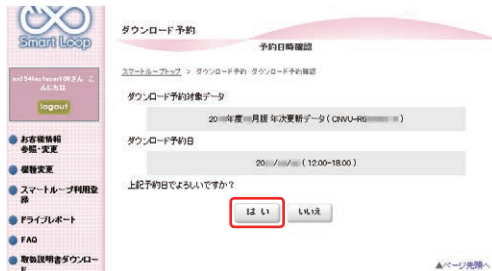 Smart Loop
ダウンロード予約
予約日時確認
さん こ
んにちは
logout
スマートループトップ > ダウンロード予約 ダウンロード予約確認
ダウンロード予約対象データ
20 年度 月版 年次更新データ ( CNVU-R6 )
ダウンロード予約日
20 / / ( 12:00-18:00 )
上記予約日でよろしいですか？
はい いいえ
お客様情報
参照・変更
機種変更
スマートループ利用登
録
ドライブレポート
FAQ
取扱説明書ダウンロー
ド
▲ページ先頭へ